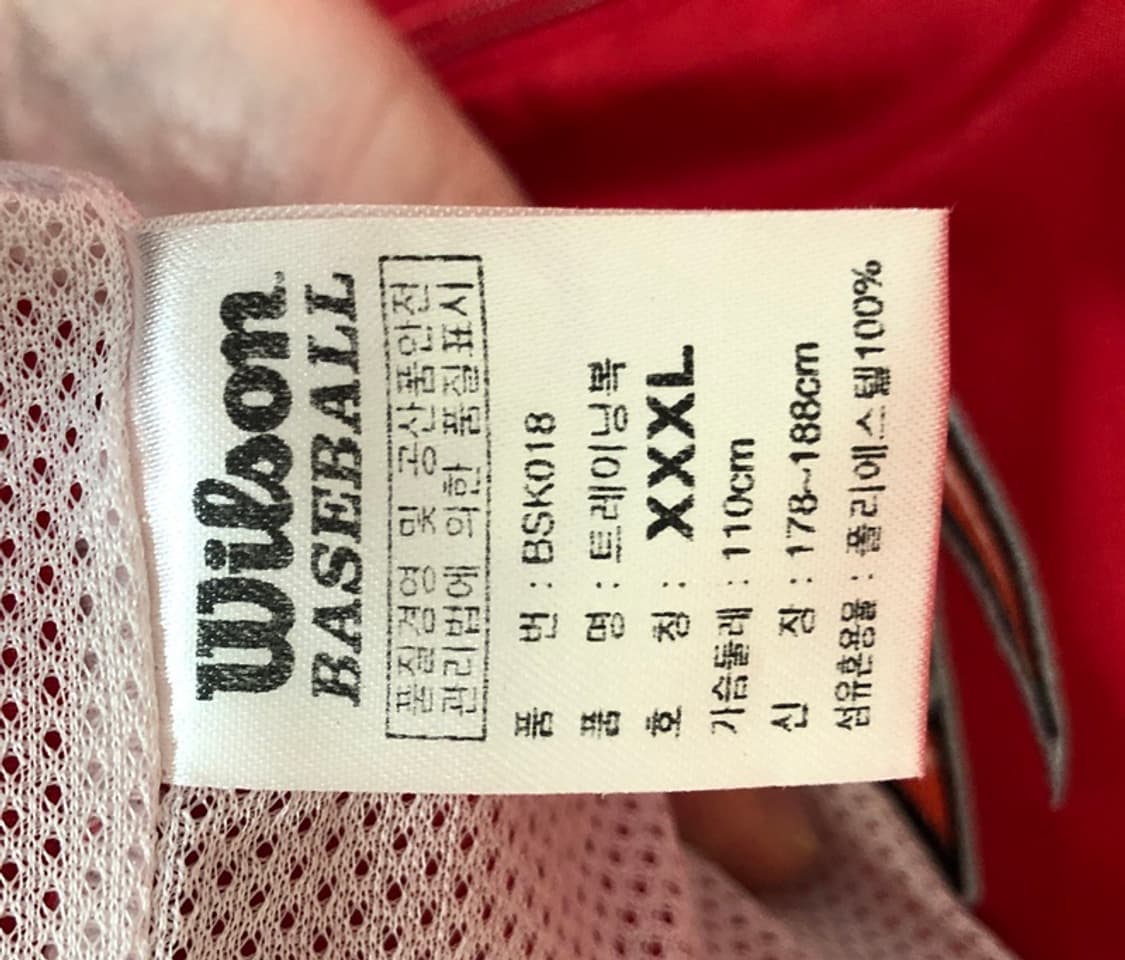 Wilson
BASEBALL
품질경영 및 공산품안전
관리법에 의한 품질표시
품 번 : BSK018
품 명 : 트레이닝복
호 칭 : XXXL
가슴둘레 : 110cm
신 장 : 178~188cm
섬유혼용율 : 폴리에스텔100%